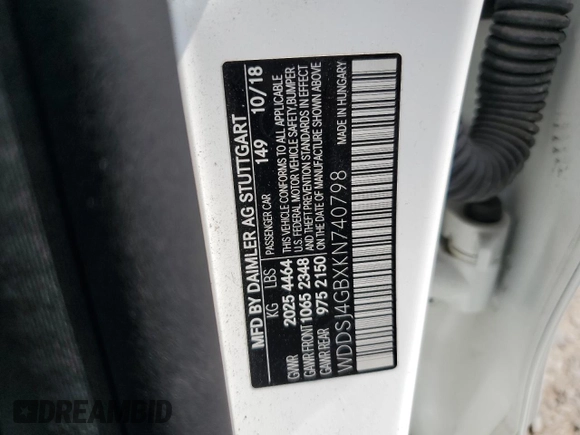 MFD BY DAIMLER AG STUTTGART
KG LBS PASSENGER CAR 149 10/18
GVWR 2025 4464 THIS VEHICLE CONFORMS TO ALL APPLICABLE
GAWR FRONT 1065 2348 U.S. FEDERAL MOTOR VEHICLE SAFETY, BUMPER
GAWR REAR 975 2150 AND THEFT PREVENTION STANDARDS IN EFFECT
ON THE DATE OF MANUFACTURE SHOWN ABOVE
WDDSJ4GBXKN740798 MADE IN HUNGARY
DREAMBID